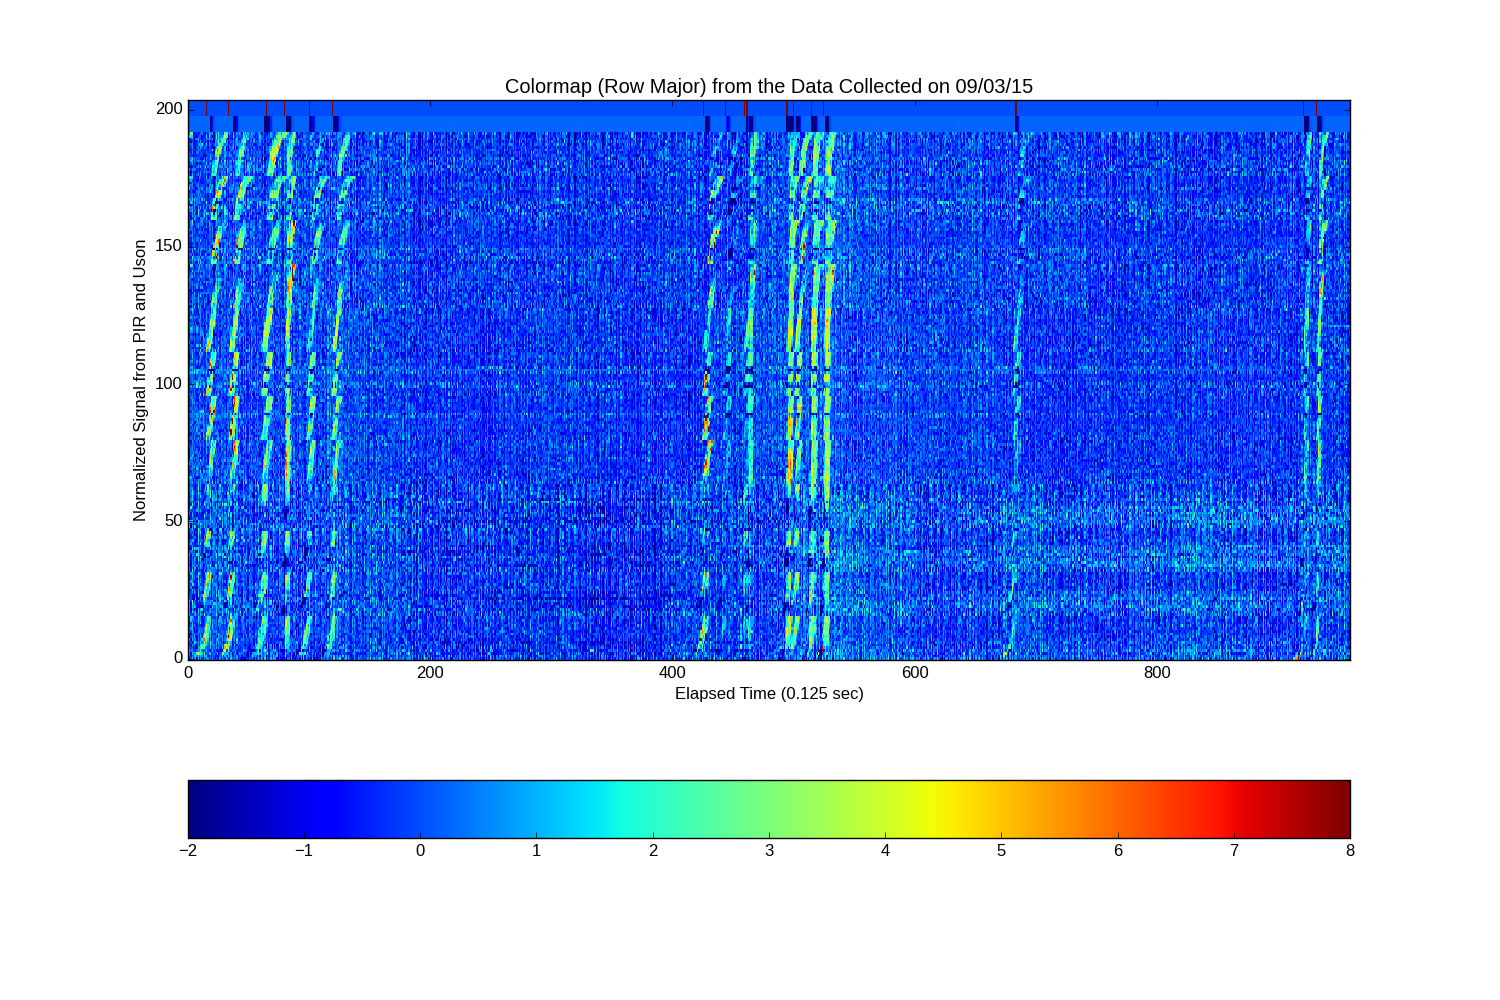 Colormap (Row Major) from the Data Collected on 09/03/15
Normalized Signal from PIR and Uson
200
150
100
50
0
0 200 400 600 800
Elapsed Time (0.125 sec)
−2 −1 0 1 2 3 4 5 6 7 8